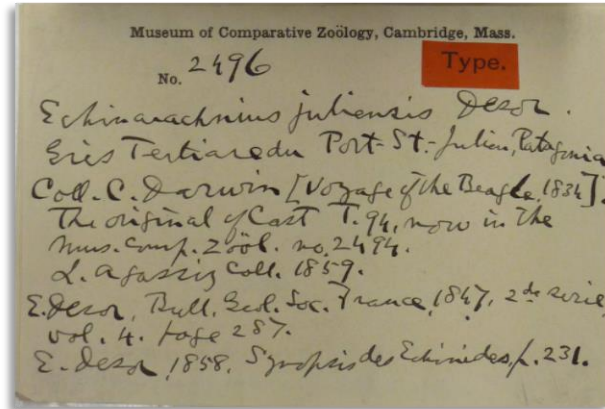 Museum of Comparative Zoölogy, Cambridge, Mass.
No. 2496
Type.
Echinarachnius juliensis Desor.
Grès Tertiaire du Port-St.-Julien, Patagonia
Coll. C. Darwin [Voyage of the Beagle, 1834].
The original of Cast T. 94, now in the
Mus. Comp. Zoöl. no. 2494.
L. Agassiz Coll. 1859.
E. Desor, Bull. Geol. Soc. France, 1847, 2de serie
vol. 4. page 287.
E. Desor, 1858, Synopsis des Echinides, p. 231.